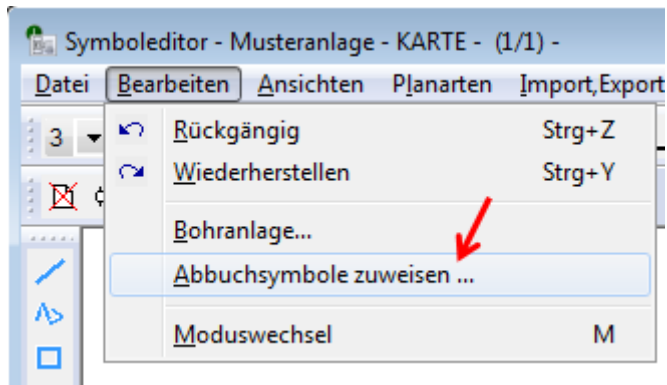 Symboleditor - Musteranlage - KARTE - (1/1) -
Datei Bearbeiten Ansichten Planarten Import,Export
3
Rückgängig Strg+Z
Wiederherstellen Strg+Y
Bohranlage...
Abbuchsymbole zuweisen ...
Moduswechsel M